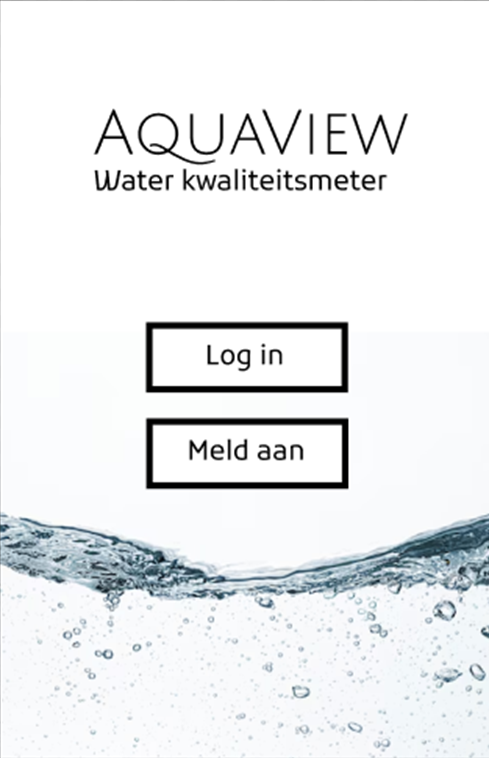 AQUAVIEW
Water kwaliteitsmeter
Log in
Meld aan